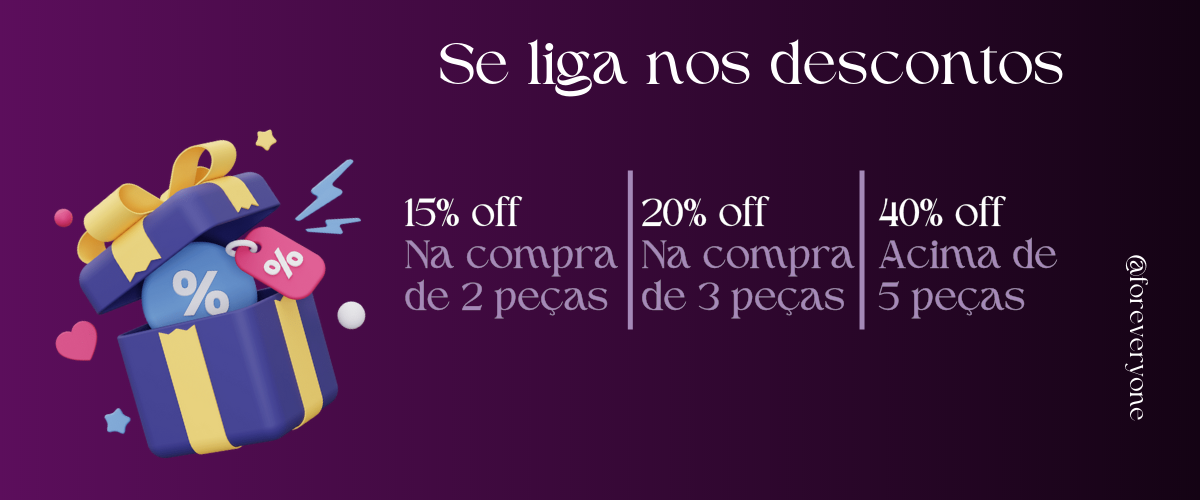 Se liga nos descontos
15% off
Na compra
de 2 peças
20% off
Na compra
de 3 peças
40% off
Acima de
5 peças
@foreveryone
%
%